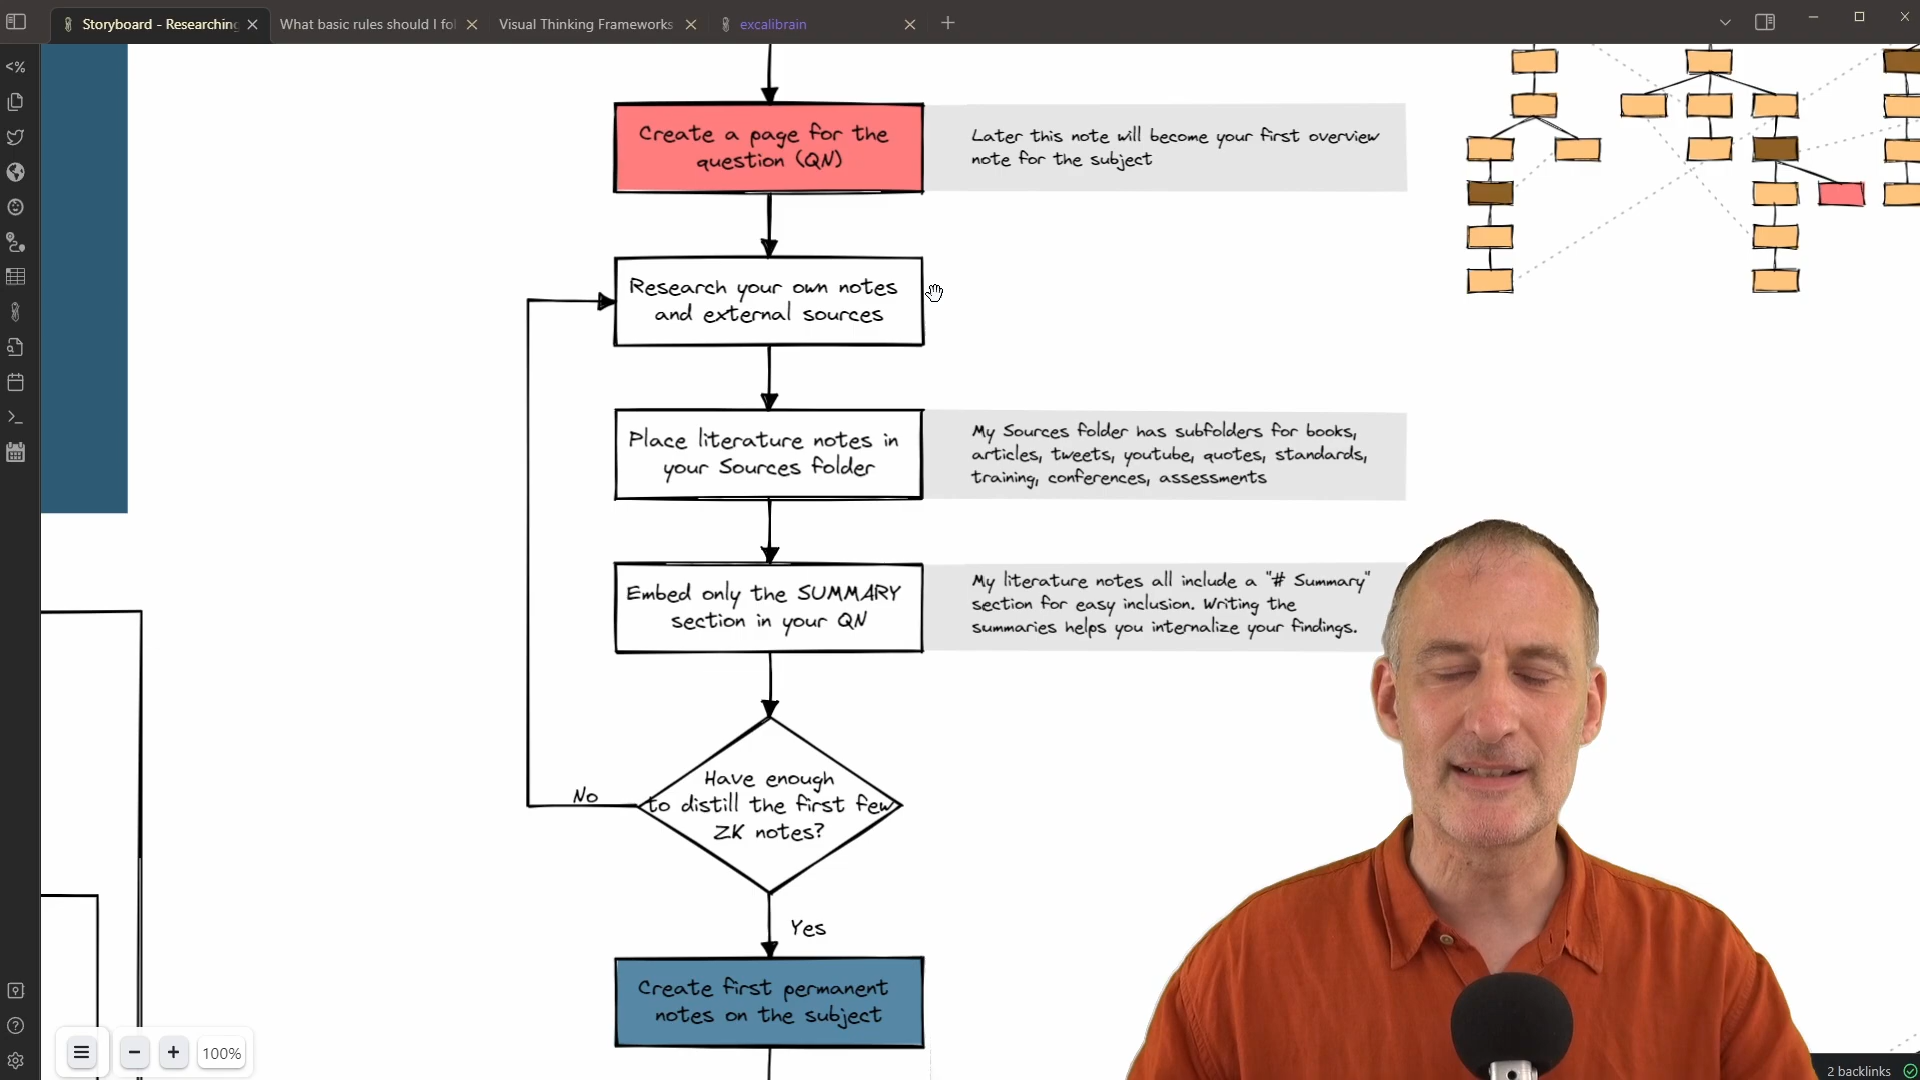 Storyboard - Researching
What basic rules should I fol
Visual Thinking Frameworks
excalibrain
Create a page for the
question (QN)
Later this note will become your first overview
note for the subject
Research your own notes
and external sources
Place literature notes in
your Sources folder
My Sources folder has subfolders for books,
articles, tweets, youtube, quotes, standards,
training, conferences, assessments
Embed only the SUMMARY
section in your QN
My literature notes all include a "# Summary"
section for easy inclusion. Writing the
summaries helps you internalize your findings.
Have enough
to distill the first few
ZK notes?
No
Yes
Create first permanent
notes on the subject
100%
2 backlinks